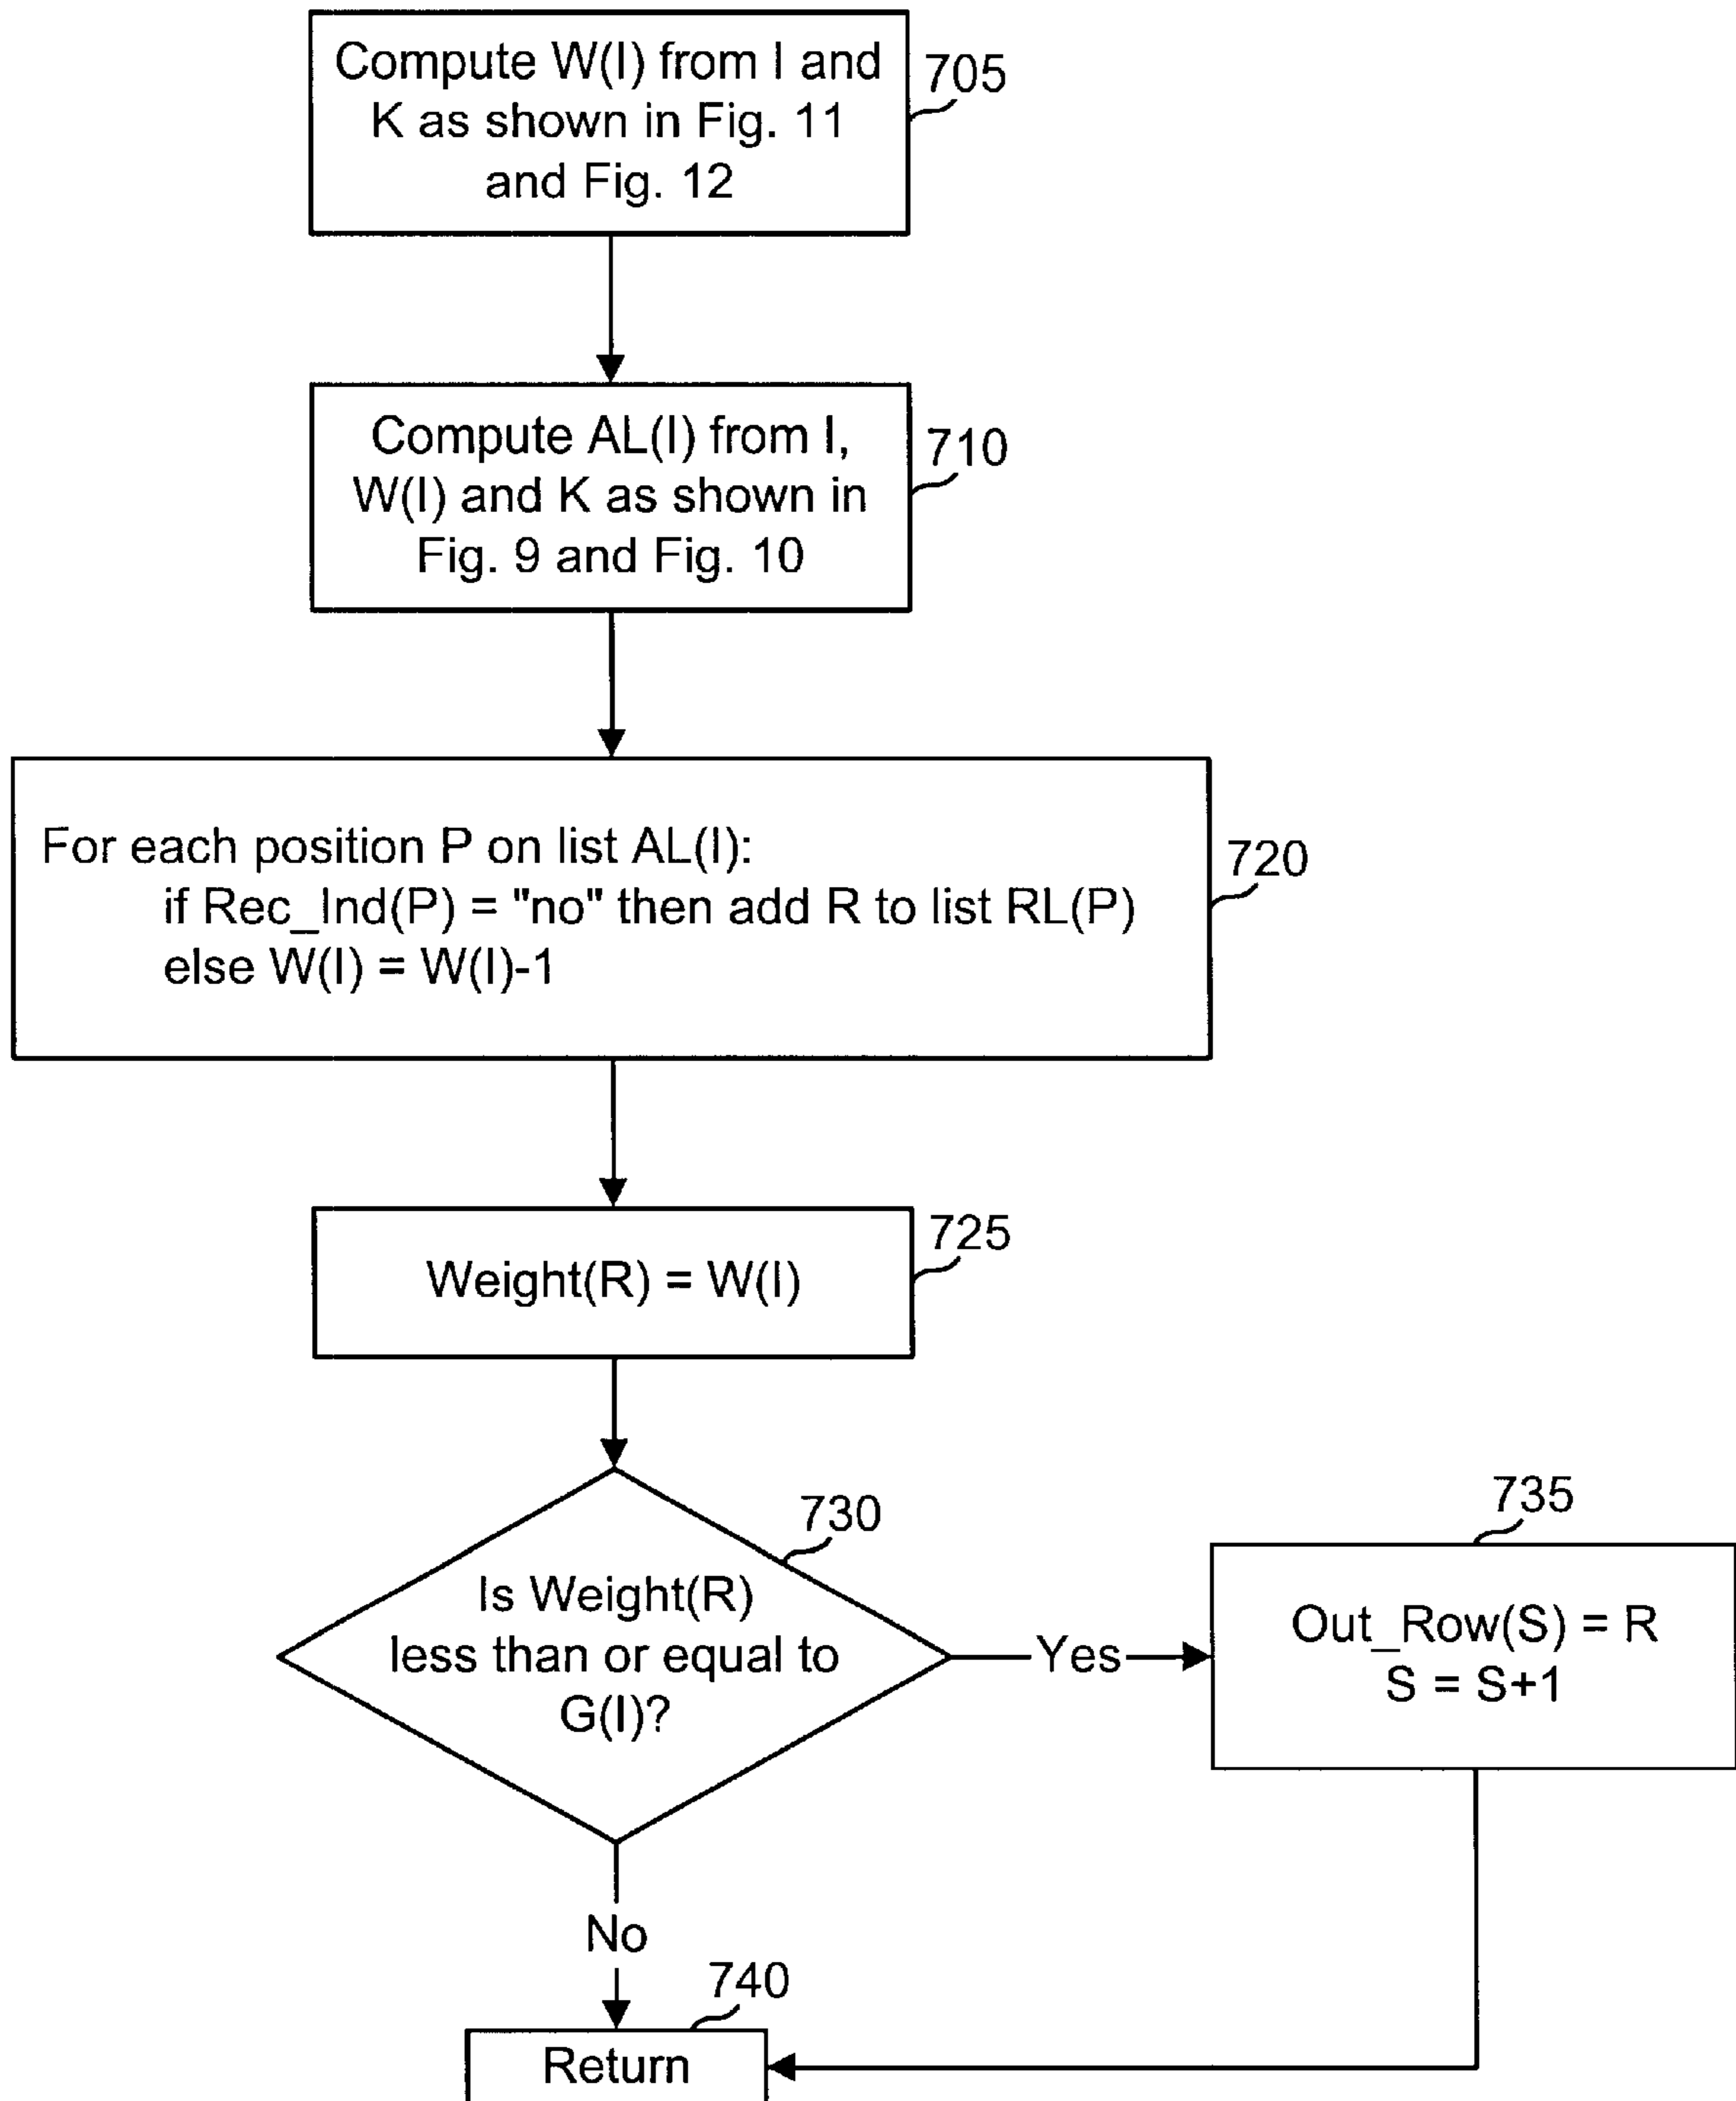 Compute W(I) from I and
K as shown in Fig. 11
and Fig. 12
705
Compute AL(I) from I,
W(I) and K as shown in
Fig. 9 and Fig. 10
710
For each position P on list AL(I):
if Rec_Ind(P) = "no" then add R to list RL(P)
else W(I) = W(I)-1
720
Weight(R) = W(I)
725
730
Is Weight(R)
less than or equal to
G(I)?
Yes
735
Out_Row(S) = R
S = S+1
No
740
Return